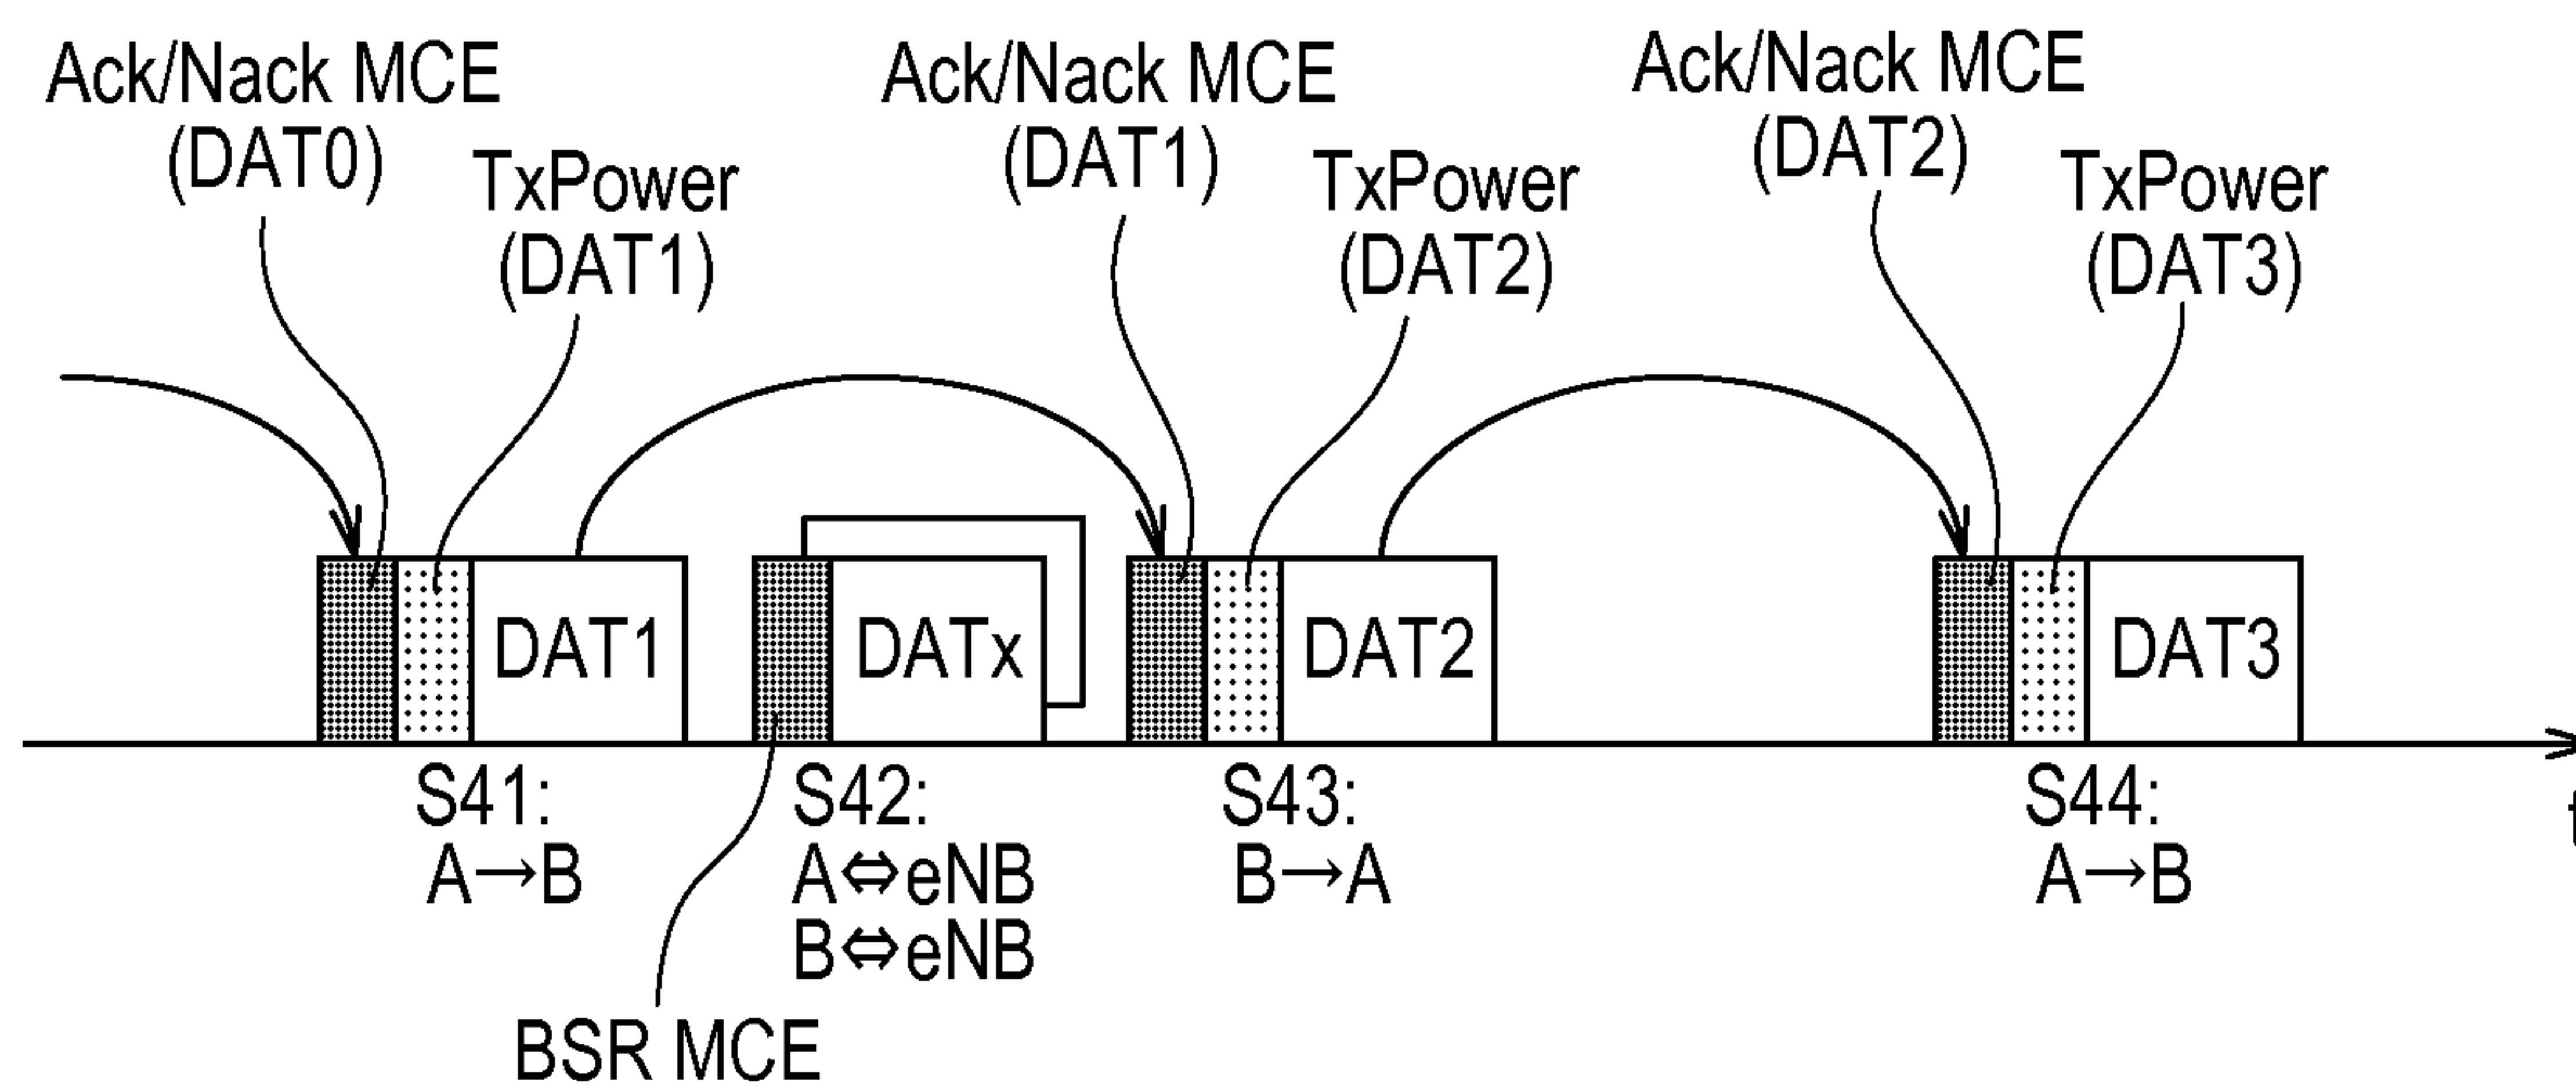 Ack/Nack MCE
(DAT0)
TxPower
(DAT1)
Ack/Nack MCE
(DAT1)
TxPower
(DAT2)
Ack/Nack MCE
(DAT2)
TxPower
(DAT3)
DAT1
DATx
DAT2
DAT3
S41:
A→B
S42:
A⇔eNB
B⇔eNB
S43:
B→A
S44:
A→B
BSR MCE